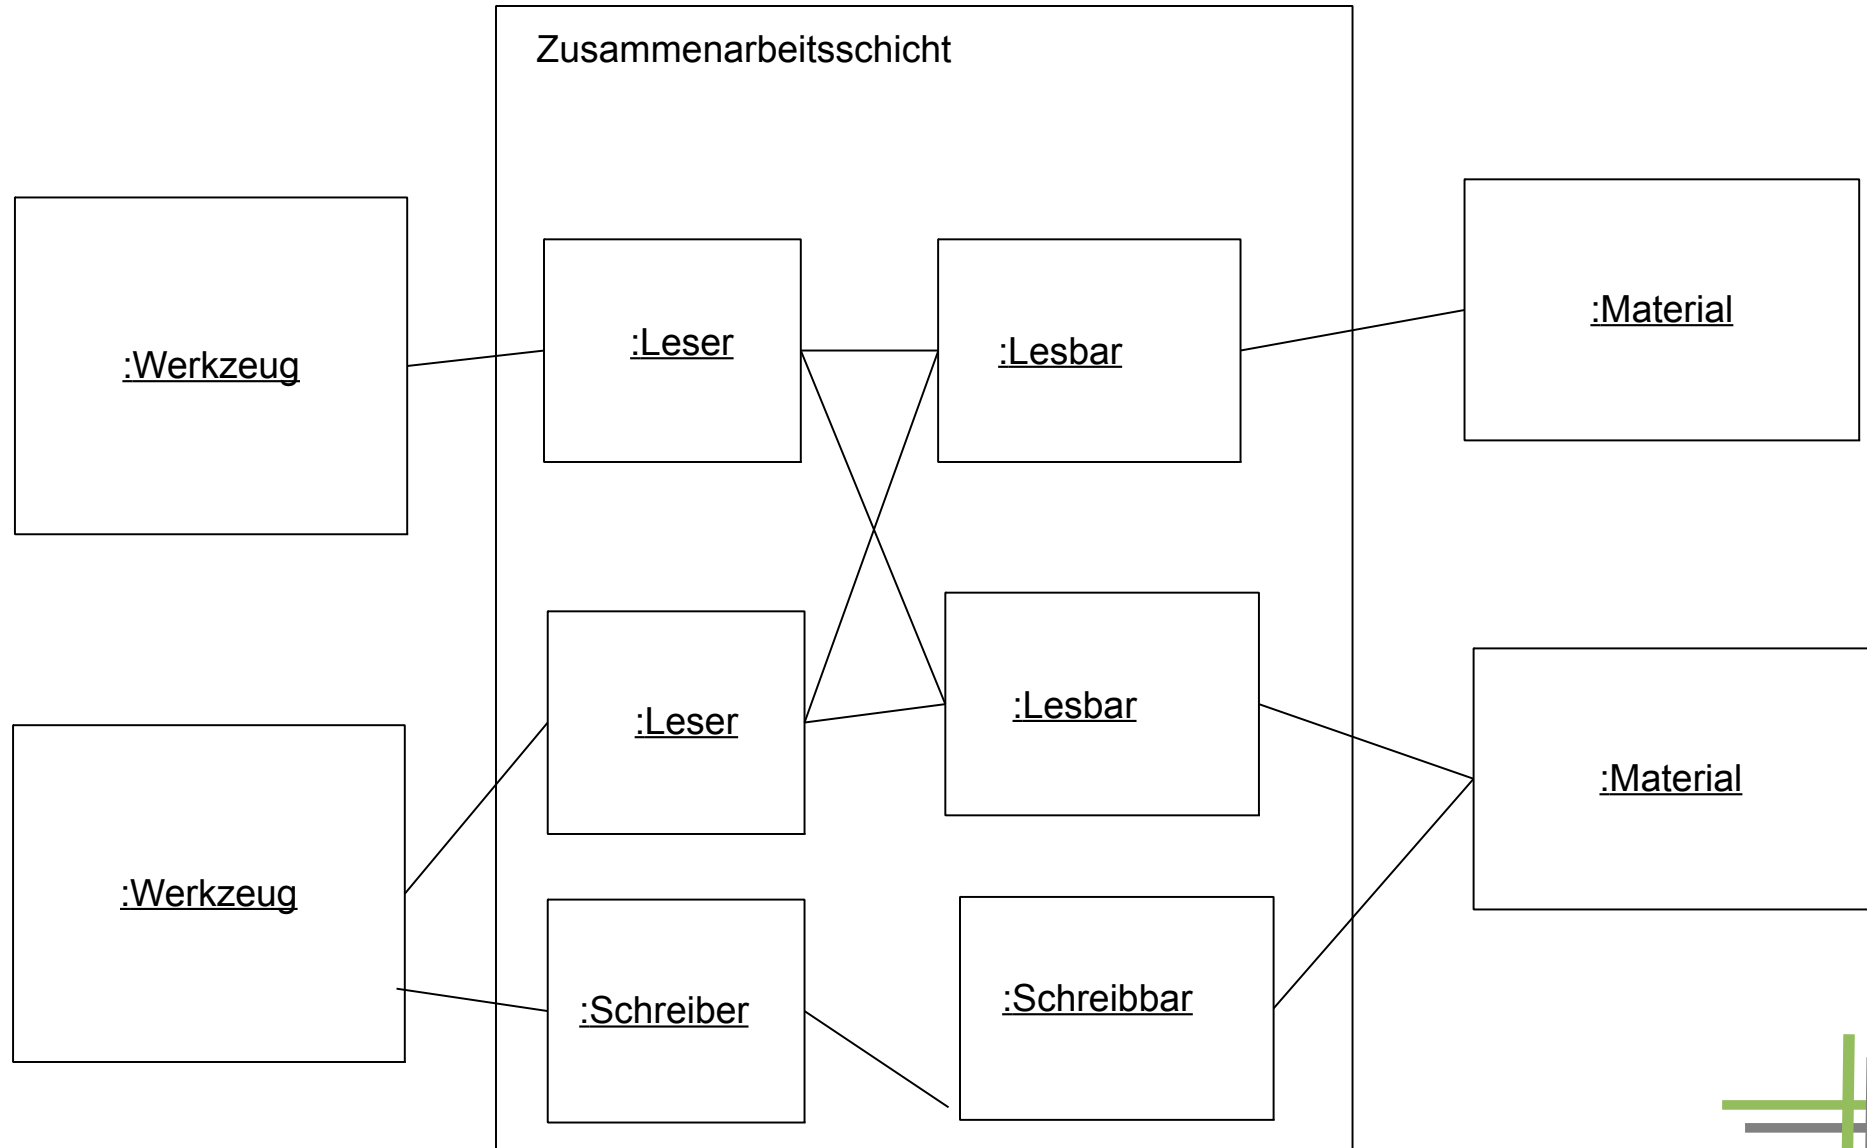 Zusammenarbeitsschicht
:Werkzeug
:Leser
:Lesbar
:Material
:Leser
:Lesbar
:Material
:Werkzeug
:Schreiber
:Schreibbar